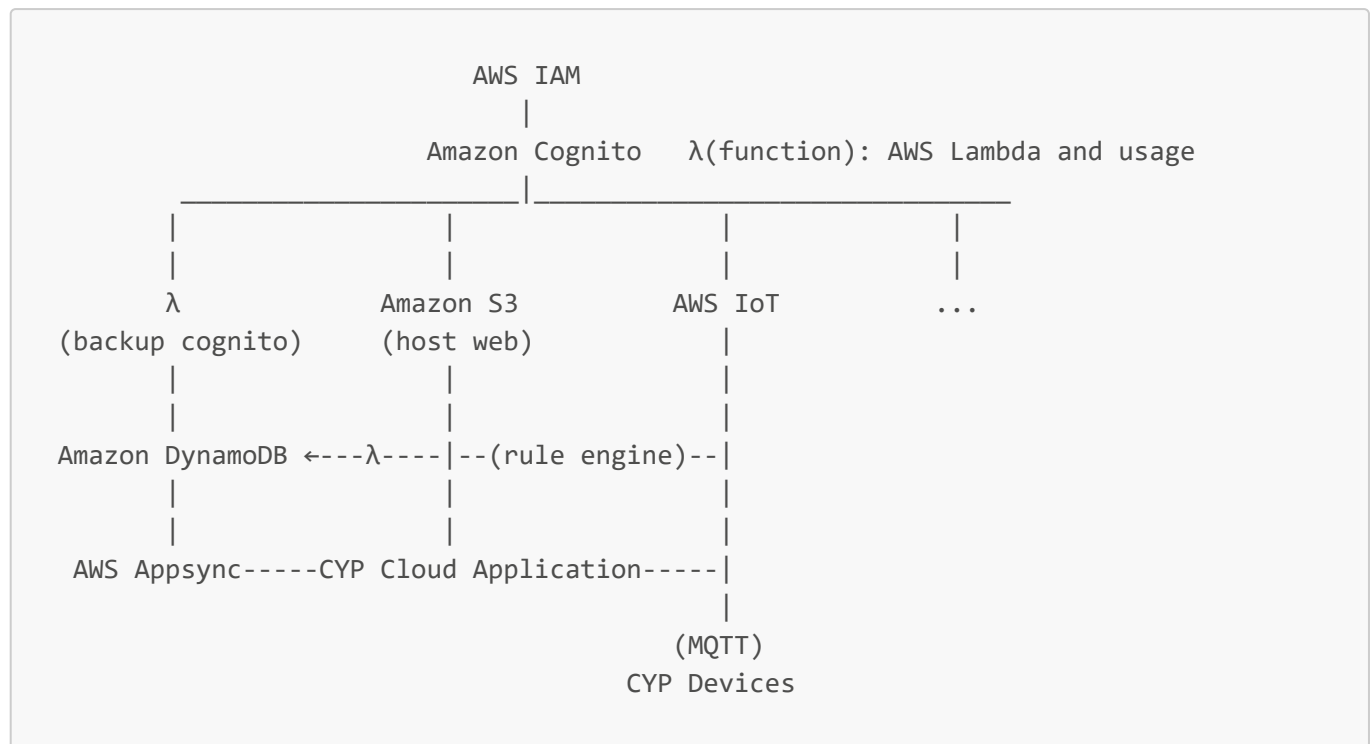 AWS IAM
Amazon Cognito λ(function): AWS Lambda and usage
λ Amazon S3 AWS IoT ...
(backup cognito) (host web)
Amazon DynamoDB ←---λ----|--(rule engine)--|
AWS Appsync-----CYP Cloud Application-----|
(MQTT)
CYP Devices